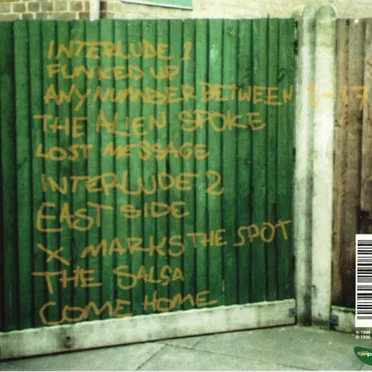 INTERLUDE 1
FUNKED UP
ANY NUMBER BETWEEN 1-17
THE ALIEN SPOKE
LOST MESSAGE
INTERLUDE 2
EAST SIDE
X MARKS THE SPOT
THE SALSA
COME HOME